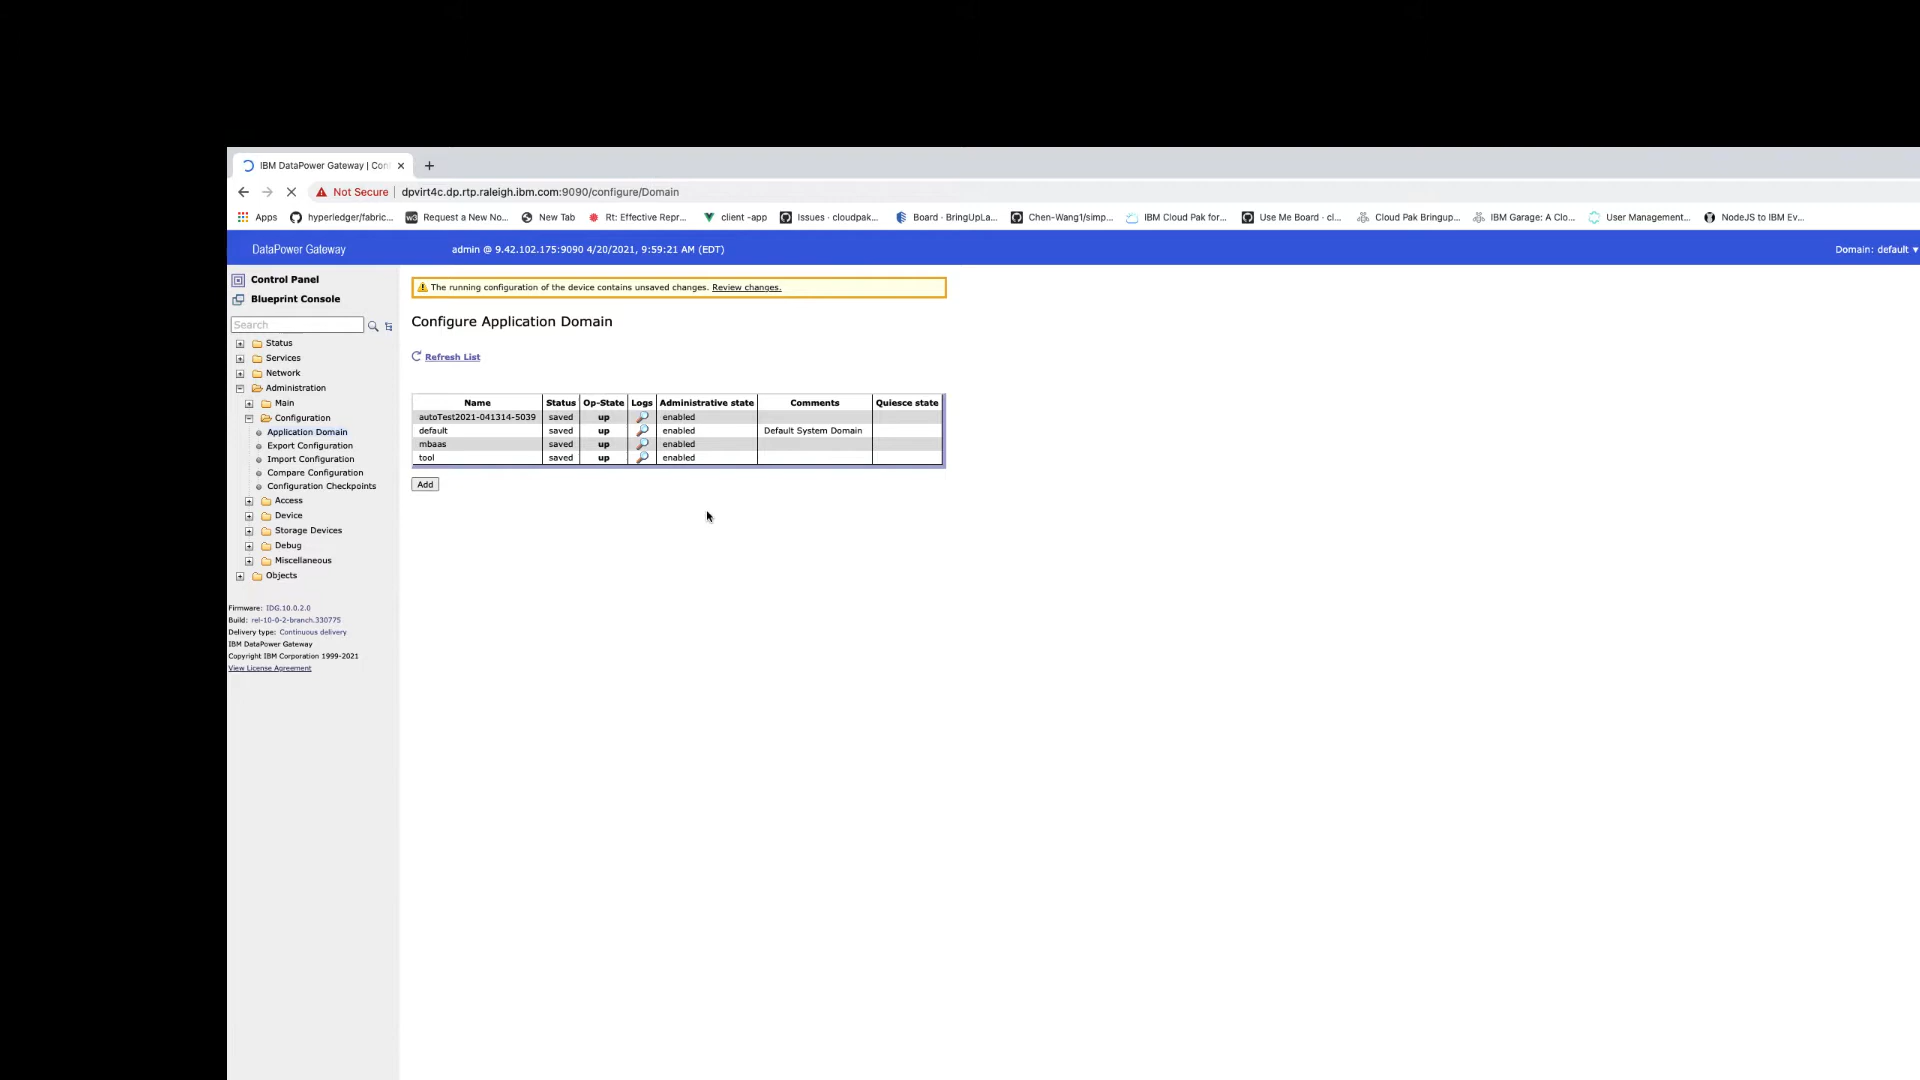 IBM DataPower Gateway | Con
Not Secure | dpvirt4c.dp.rtp.raleigh.ibm.com:9090/configure/Domain
Apps hyperledger/fabric... Request a New No... New Tab Rt: Effective Repr... client -app Issues · cloudpak... Board · BringUpLa... Chen-Wang1/simp... IBM Cloud Pak for... Use Me Board · cl... Cloud Pak Bringup... IBM Garage: A Clo... User Management... NodeJS to IBM Ev...
DataPower Gateway admin @ 9.42.102.175:9090 4/20/2021, 9:59:21 AM (EDT) Domain: default
Control Panel
Blueprint Console
Search
Status
Services
Network
Administration
Main
Configuration
Application Domain
Export Configuration
Import Configuration
Compare Configuration
Configuration Checkpoints
Access
Device
Storage Devices
Debug
Miscellaneous
Objects
Firmware: IDG.10.0.2.0
Build: rel-10-0-2-branch.330775
Delivery type: Continuous delivery
IBM DataPower Gateway
Copyright IBM Corporation 1999-2021
View License Agreement
The running configuration of the device contains unsaved changes. Review changes.
Configure Application Domain
Refresh List
Name Status Op-State Logs Administrative state Comments Quiesce state
autoTest2021-041314-5039 saved up enabled
default saved up enabled Default System Domain
mbaas saved up enabled
tool saved up enabled
Add